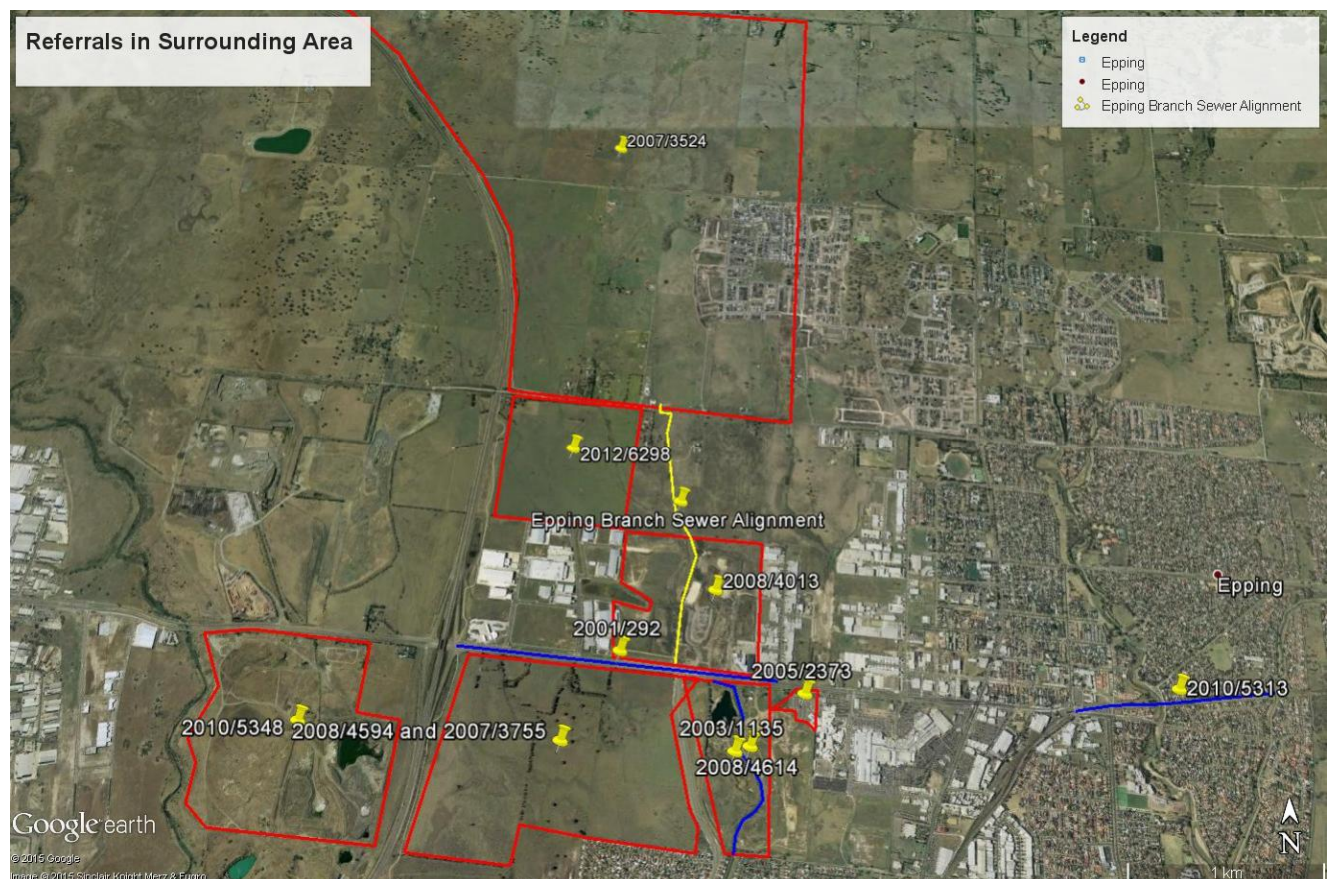 Referrals in Surrounding Area
Legend
Epping
Epping
Epping Branch Sewer Alignment
2007/3524
2012/6298
Epping Branch Sewer Alignment
2008/4013
Epping
2001/292
2005/2373
2010/5313
2010/5348
2008/4594 and 2007/3755
2003/1135
2008/4614
Google earth
© 2015 Google
Image © 2015 Sinclair Knight Merz & Fugro
N
1 km